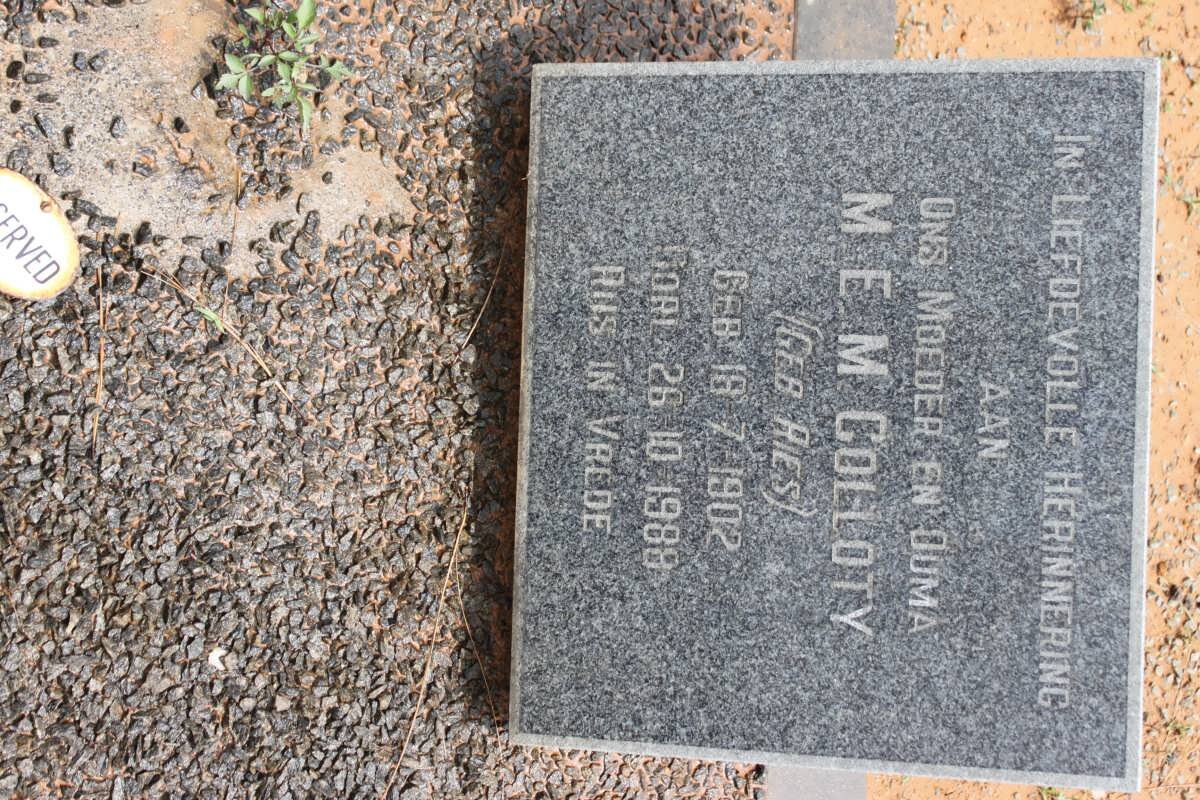 IN LIEFDEVOLLE HERINNERING
AAN
ONS MOEDER EN OUMA
M. E. M. COLLOTY
(GEB RIES)
GEB 18-7-1902
OORL 26-10-1988
RUS IN VREDE
SERVED